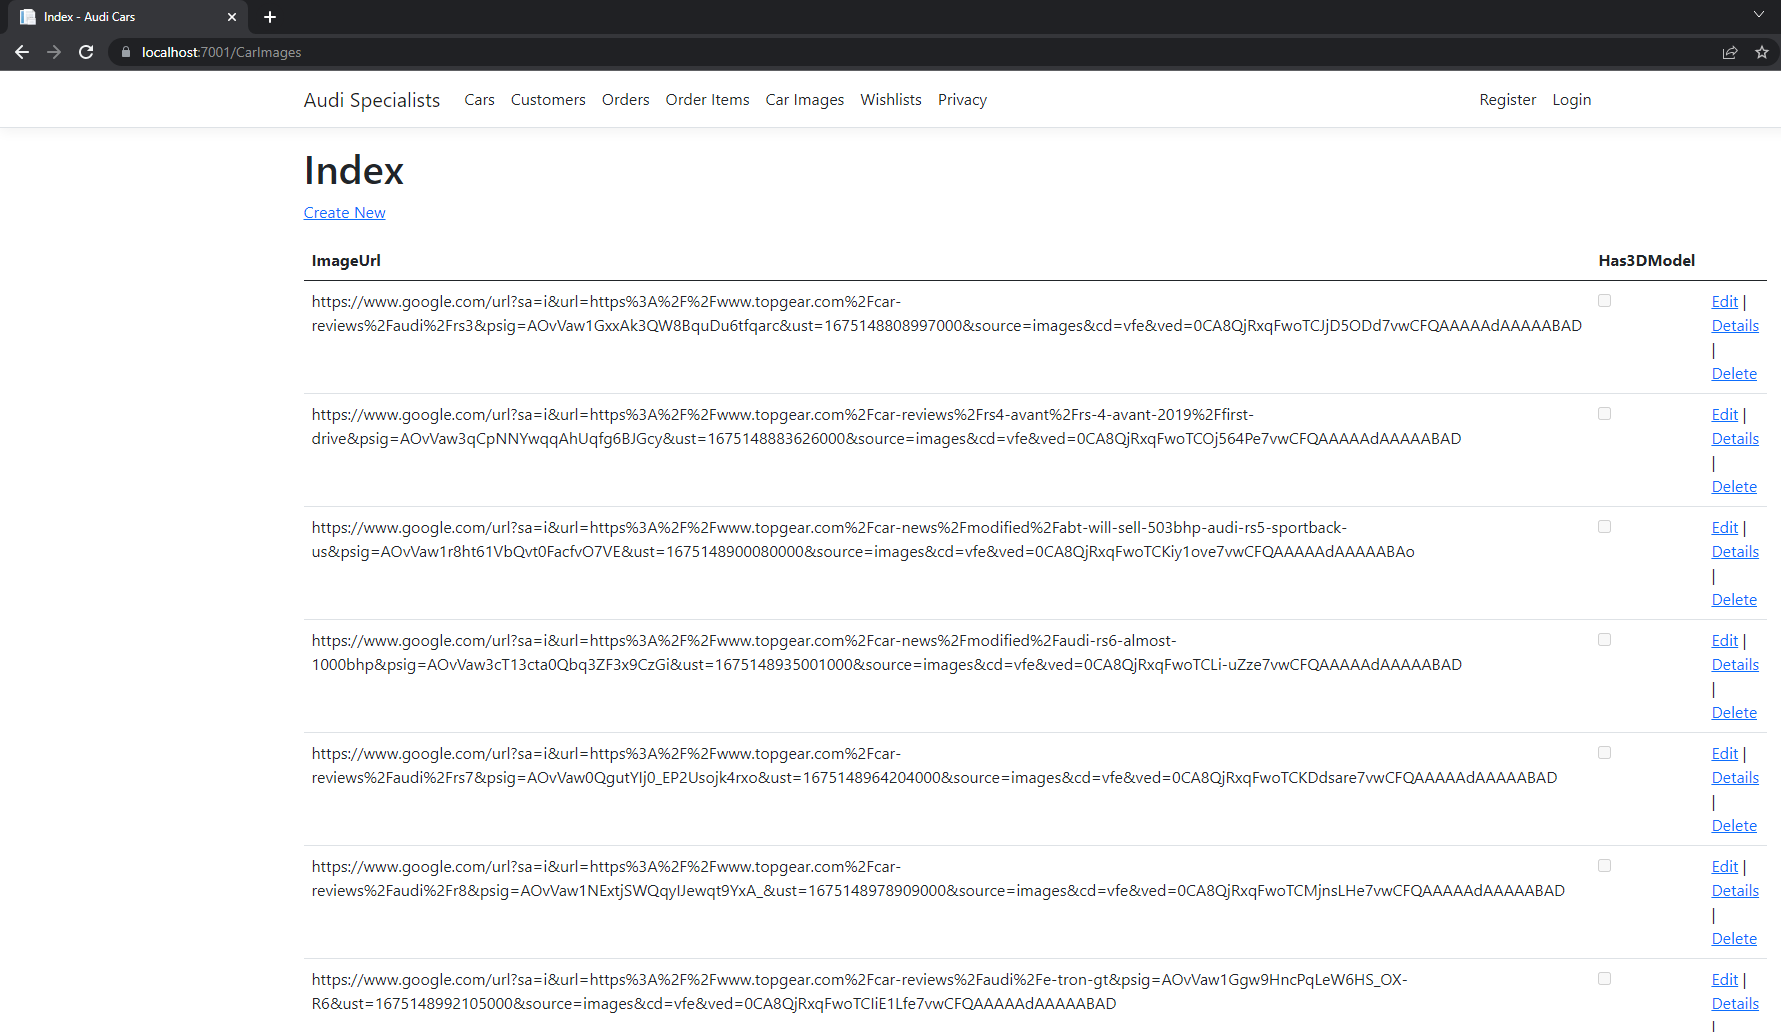 Index - Audi Cars
localhost:7001/CarImages
Audi Specialists Cars Customers Orders Order Items Car Images Wishlists Privacy Register Login
Index
Create New
ImageUrl Has3DModel
https://www.google.com/url?sa=i&url=https%3A%2F%2Fwww.topgear.com%2Fcar- Edit |
reviews%2Faudi%2Frs3&psig=AOvVaw1GxxAk3QW8BquDu6tfqarc&ust=1675148808997000&source=images&cd=vfe&ved=0CA8QjRxqFwoTCJjD5ODd7vwCFQAAAAAdAAAAABAD Details
|
Delete
https://www.google.com/url?sa=i&url=https%3A%2F%2Fwww.topgear.com%2Fcar-reviews%2Frs4-avant%2Frs-4-avant-2019%2Ffirst- Edit |
drive&psig=AOvVaw3qCpNNYwqqAhUqfg6BJGcy&ust=1675148883626000&source=images&cd=vfe&ved=0CA8QjRxqFwoTCOj564Pe7vwCFQAAAAAdAAAAABAD Details
|
Delete
https://www.google.com/url?sa=i&url=https%3A%2F%2Fwww.topgear.com%2Fcar-news%2Fmodified%2Fabt-will-sell-503bhp-audi-rs5-sportback- Edit |
us&psig=AOvVaw1r8ht61VbQvt0FacfvO7VE&ust=1675148900080000&source=images&cd=vfe&ved=0CA8QjRxqFwoTCKiy1ove7vwCFQAAAAAdAAAAABAo Details
|
Delete
https://www.google.com/url?sa=i&url=https%3A%2F%2Fwww.topgear.com%2Fcar-news%2Fmodified%2Faudi-rs6-almost- Edit |
1000bhp&psig=AOvVaw3cT13cta0Qbq3ZF3x9CzGi&ust=1675148935001000&source=images&cd=vfe&ved=0CA8QjRxqFwoTCLi-uZze7vwCFQAAAAAdAAAAABAD Details
|
Delete
https://www.google.com/url?sa=i&url=https%3A%2F%2Fwww.topgear.com%2Fcar- Edit |
reviews%2Faudi%2Frs7&psig=AOvVaw0QgutYIj0_EP2Usojk4rxo&ust=1675148964204000&source=images&cd=vfe&ved=0CA8QjRxqFwoTCKDdsare7vwCFQAAAAAdAAAAABAD Details
|
Delete
https://www.google.com/url?sa=i&url=https%3A%2F%2Fwww.topgear.com%2Fcar- Edit |
reviews%2Faudi%2Fr8&psig=AOvVaw1NExtjSWQqyIJewqt9YxA_&ust=1675148978909000&source=images&cd=vfe&ved=0CA8QjRxqFwoTCMjnsLHe7vwCFQAAAAAdAAAAABAD Details
|
Delete
https://www.google.com/url?sa=i&url=https%3A%2F%2Fwww.topgear.com%2Fcar-reviews%2Faudi%2Fe-tron-gt&psig=AOvVaw1Ggw9HncPqLeW6HS_OX- Edit |
R6&ust=1675148992105000&source=images&cd=vfe&ved=0CA8QjRxqFwoTCIiE1Lfe7vwCFQAAAAAdAAAAABAD Details
|